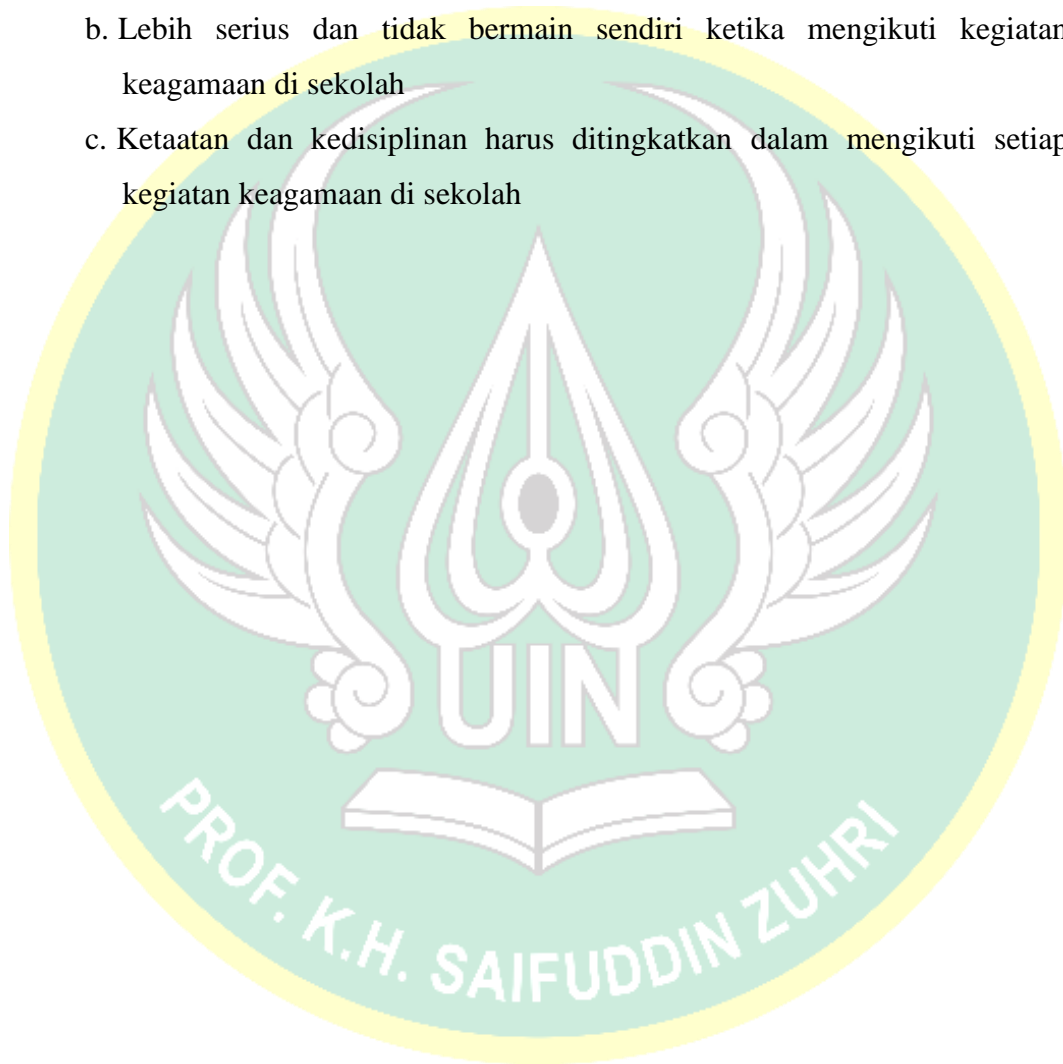 b. Lebih serius dan tidak bermain sendiri ketika mengikuti kegiatan
keagamaan di sekolah
c. Ketaatan dan kedisiplinan harus ditingkatkan dalam mengikuti setiap
kegiatan keagamaan di sekolah
UIN
PROF. K.H. SAIFUDDIN ZUHRI